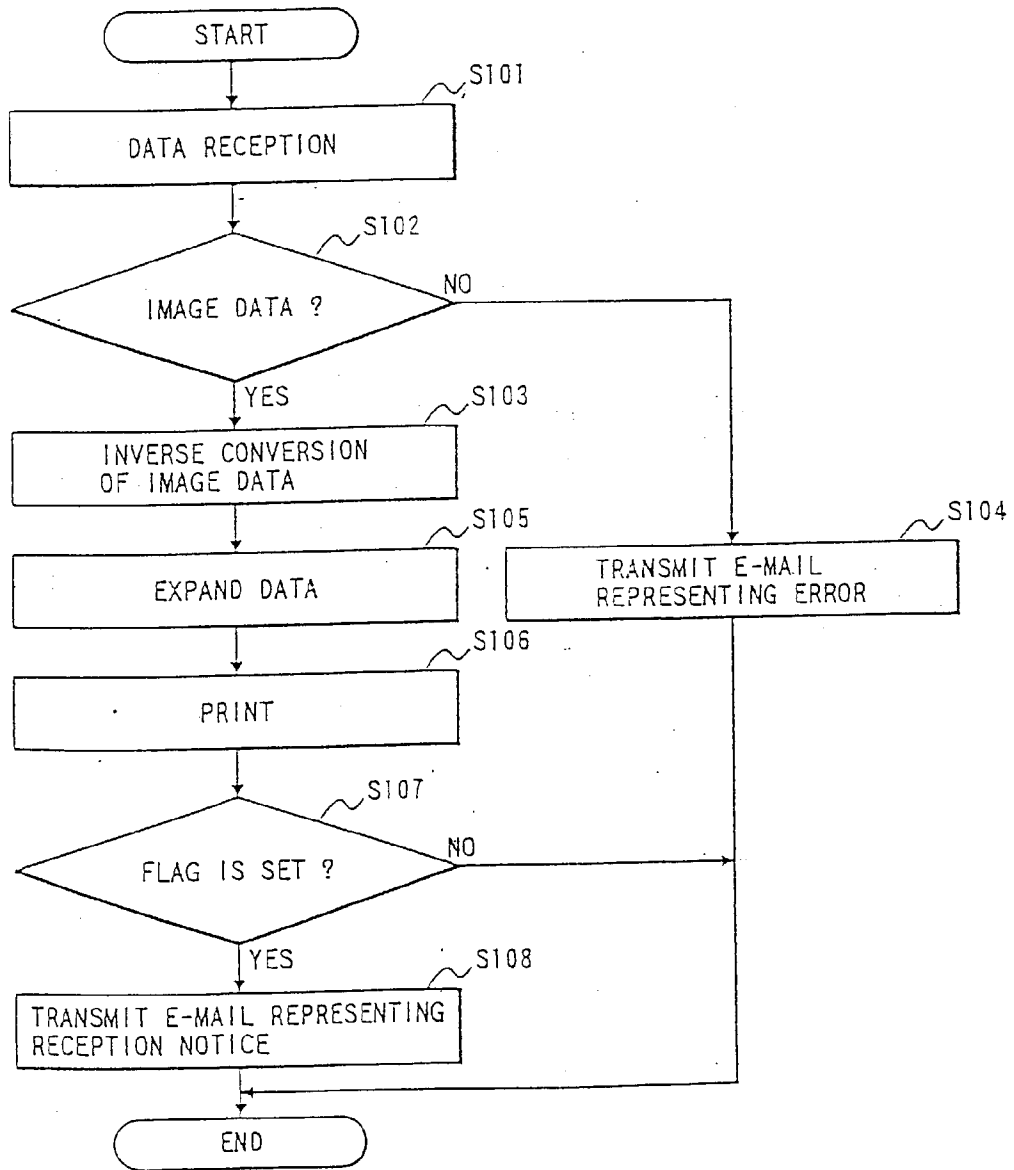 START
S101
DATA RECEPTION
S102
IMAGE DATA ?
NO
YES
S103
INVERSE CONVERSION
OF IMAGE DATA
S105
EXPAND DATA
S104
TRANSMIT E-MAIL
REPRESENTING ERROR
S106
PRINT
S107
FLAG IS SET ?
NO
YES
S108
TRANSMIT E-MAIL REPRESENTING
RECEPTION NOTICE
END